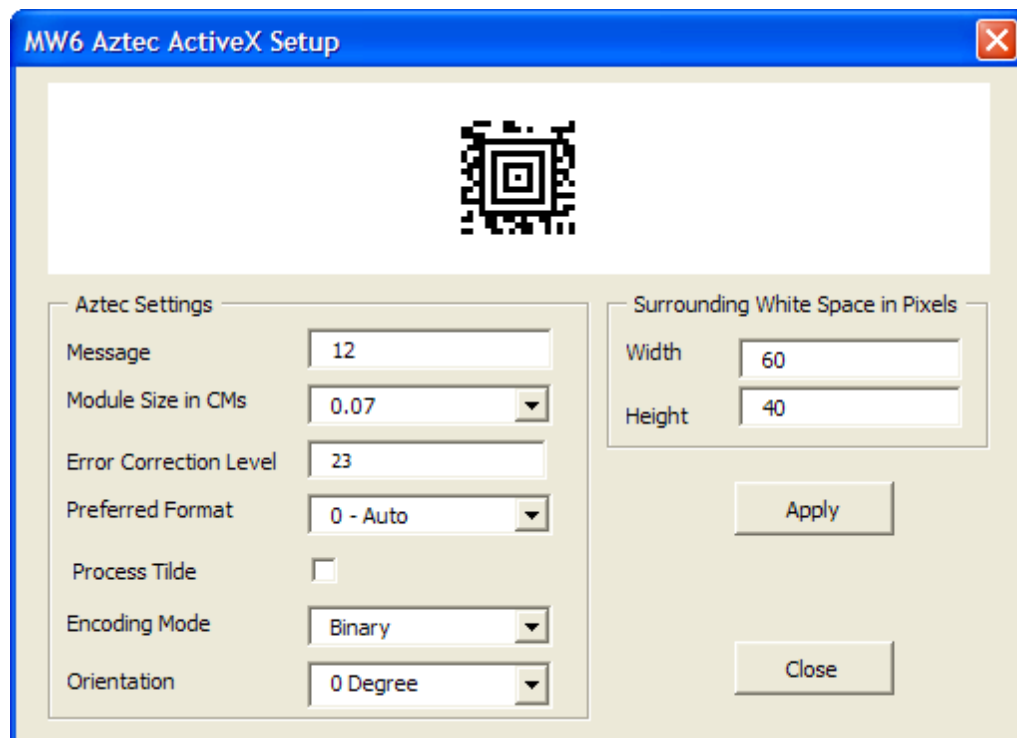 MW6 Aztec ActiveX Setup
Aztec Settings
Message 12
Module Size in CMs 0.07
Error Correction Level 23
Preferred Format 0 - Auto
Process Tilde
Encoding Mode Binary
Orientation 0 Degree
Surrounding White Space in Pixels
Width 60
Height 40
Apply
Close